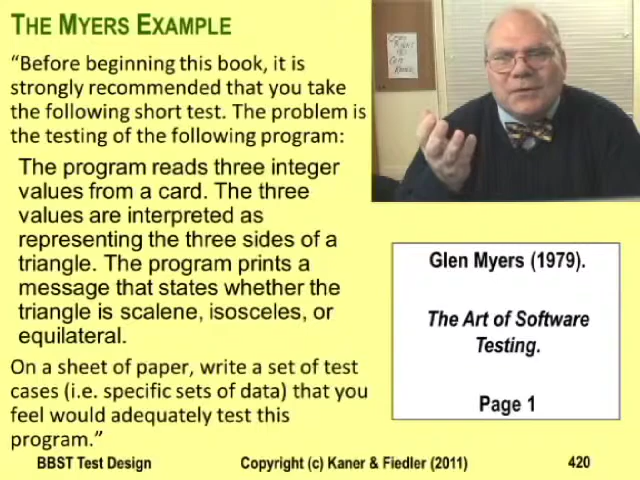 THE MYERS EXAMPLE
“Before beginning this book, it is
strongly recommended that you take
the following short test. The problem is
the testing of the following program:
The program reads three integer
values from a card. The three
values are interpreted as
representing the three sides of a
triangle. The program prints a
message that states whether the
triangle is scalene, isosceles, or
equilateral.
On a sheet of paper, write a set of test
cases (i.e. specific sets of data) that you
feel would adequately test this
program.”
Glen Myers (1979).
The Art of Software
Testing.
Page 1
BBST Test Design
Copyright (c) Kaner & Fiedler (2011)
420